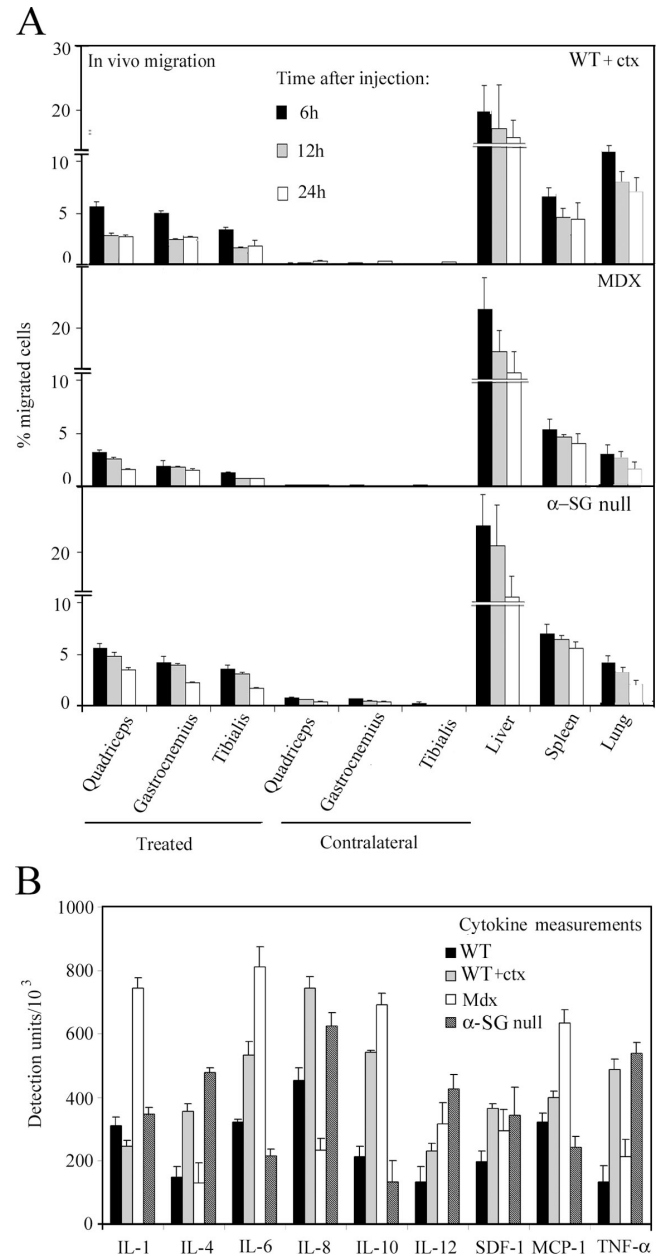 A
30
In vivo migration
WT + ctx
Time after injection:
6h
12h
24h
20
10
5
0
MDX
20
10
5
0
α–SG null
20
10
5
0
% migrated cells
Quadriceps
Gastrocnemius
Tibialis
Quadriceps
Gastrocnemius
Tibialis
Liver
Spleen
Lung
Treated
Contralateral
B
1000
800
600
400
200
0
Detection units/10 3
Cytokine measurements
WT
WT+ctx
Mdx
α-SG null
IL-1 IL-4 IL-6 IL-8 IL-10 IL-12 SDF-1 MCP-1 TNF-α